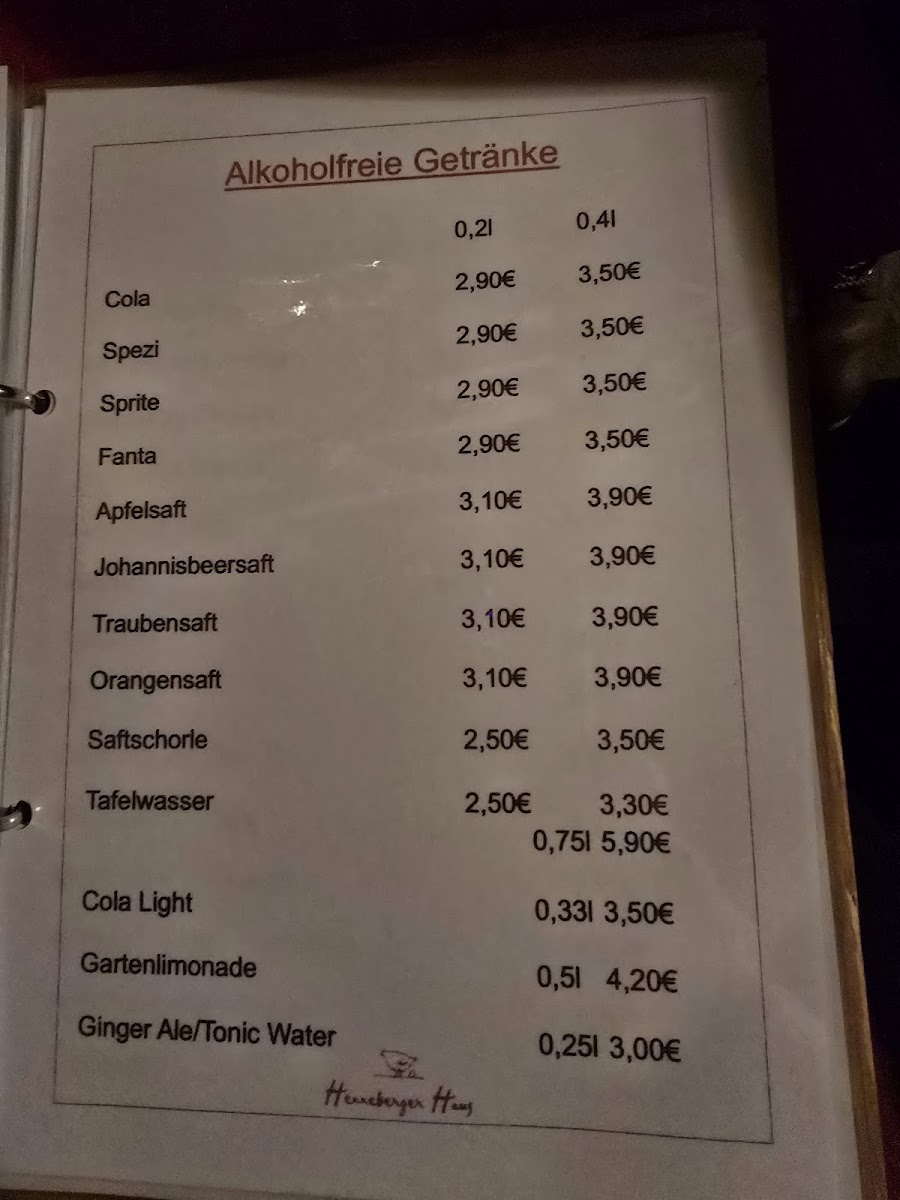 Alkoholfreie Getränke
0,2l 0,4l
Cola 2,90€ 3,50€
Spezi 2,90€ 3,50€
Sprite 2,90€ 3,50€
Fanta 2,90€ 3,50€
Apfelsaft 3,10€ 3,90€
Johannisbeersaft 3,10€ 3,90€
Traubensaft 3,10€ 3,90€
Orangensaft 3,10€ 3,90€
Saftschorle 2,50€ 3,50€
Tafelwasser 2,50€ 3,30€
0,75l 5,90€
Cola Light 0,33l 3,50€
Gartenlimonade 0,5l 4,20€
Ginger Ale/Tonic Water 0,25l 3,00€
Henneberger Haus